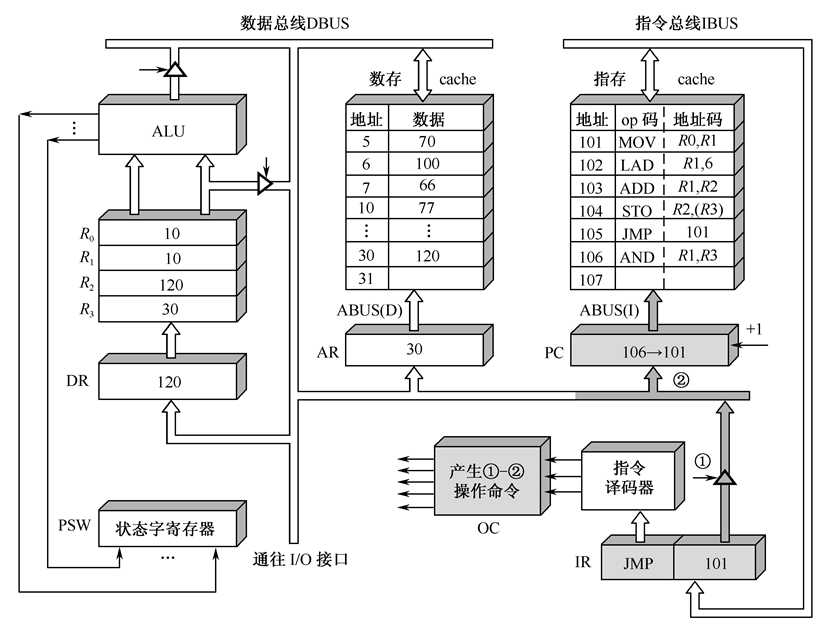 数据总线DBUS
指令总线IBUS
数存 cache
指存 cache
ALU
地址 数据
5 70
6 100
7 66
10 77
⋮ ⋮
30 120
31
地址 op 码 地址码
101 MOV R0,R1
102 LAD R1,6
103 ADD R1,R2
104 STO R2,(R3)
105 JMP 101
106 AND R1,R3
107
R₀ 10
R₁ 10
R₂ 120
R₃ 30
ABUS(D)
ABUS(I)
AR 30
PC 106→101
+1
DR 120
②
①
产生①-②
操作命令
OC
指令
译码器
PSW 状态字寄存器
…
通往 I/O 接口
IR JMP 101